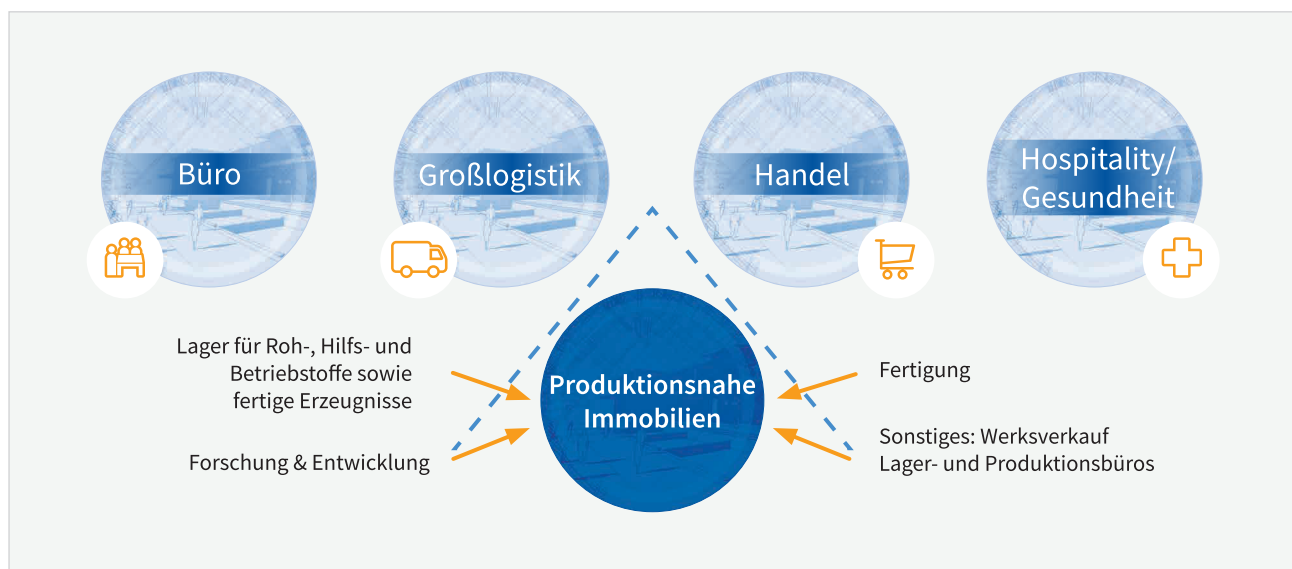 Büro
Großlogistik
Handel
Hospitality/
Gesundheit
Produktionsnahe
Immobilien
Lager für Roh-, Hilfs- und
Betriebstoffe sowie
fertige Erzeugnisse
Forschung & Entwicklung
Fertigung
Sonstiges: Werksverkauf
Lager- und Produktionsbüros